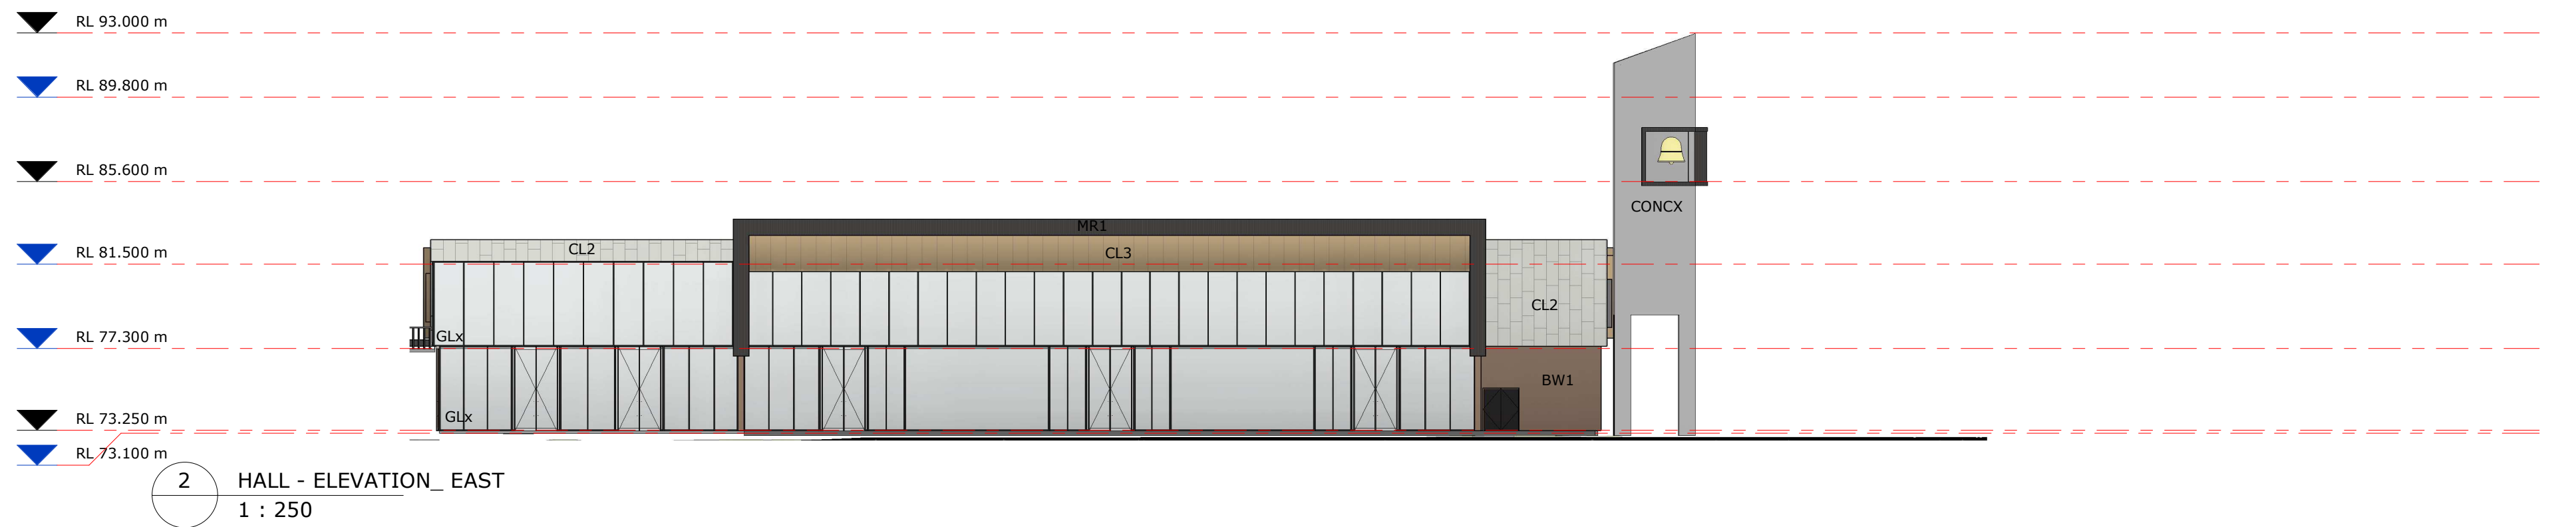 RL 93.000 m
RL 89.800 m
RL 85.600 m
CONCX
MR1
CL2
CL3
RL 81.500 m
CL2
RL 77.300 m
GLx
BW1
RL 73.250 m
GLx
RL 73.100 m
2
HALL - ELEVATION_ EAST
1 : 250